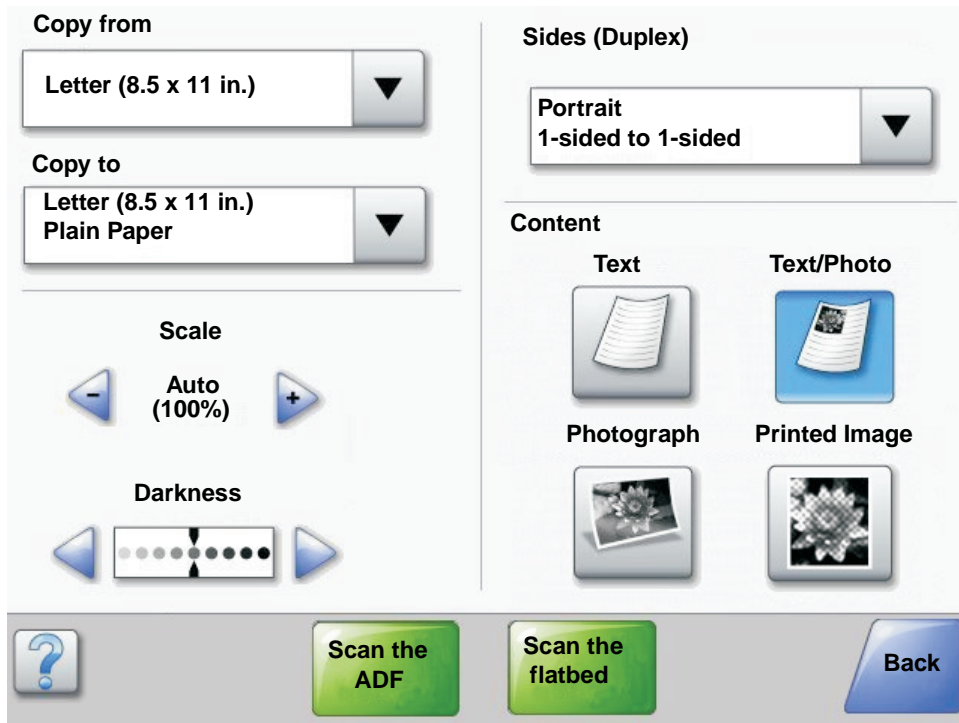 Copy from
Letter (8.5 x 11 in.)
Copy to
Letter (8.5 x 11 in.)
Plain Paper
Scale
-
Auto
(100%)
+
Darkness
Sides (Duplex)
Portrait
1-sided to 1-sided
Content
Text
Text/Photo
Photograph
Printed Image
?
Scan the
ADF
Scan the
flatbed
Back